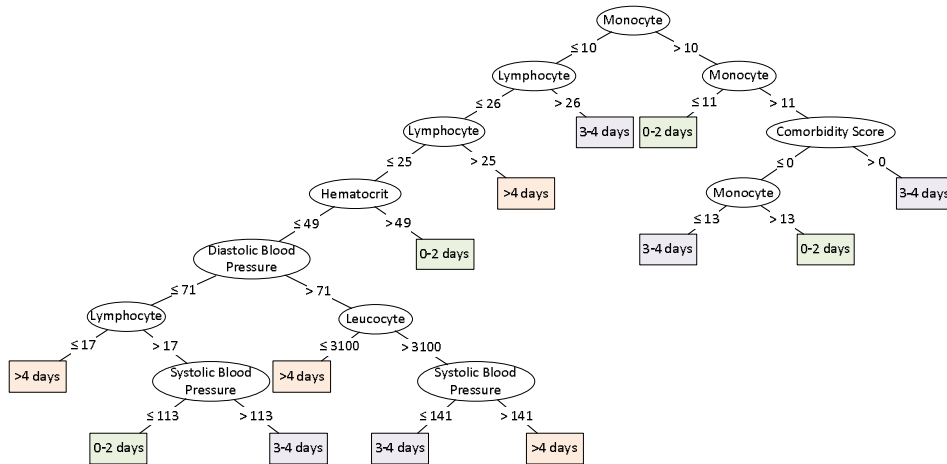 Monocyte
≤ 10
> 10
Lymphocyte
Monocyte
≤ 26
> 26
≤ 11
> 11
Lymphocyte
3-4 days
0-2 days
Comorbidity Score
≤ 25
> 25
≤ 0
> 0
Hematocrit
>4 days
Monocyte
3-4 days
≤ 49
> 49
≤ 13
> 13
Diastolic Blood
Pressure
0-2 days
3-4 days
0-2 days
≤ 71
> 71
Lymphocyte
Leucocyte
≤ 17
> 17
≤ 3100
> 3100
>4 days
Systolic Blood
Pressure
>4 days
Systolic Blood
Pressure
≤ 113
> 113
≤ 141
> 141
0-2 days
3-4 days
3-4 days
>4 days